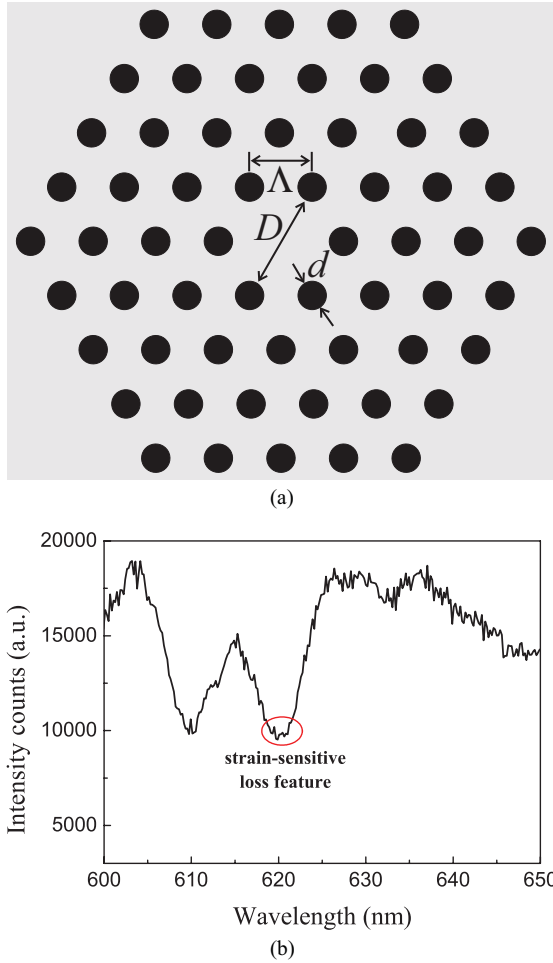 Λ
D
d
(a)
20000
15000
10000
5000
Intensity counts (a.u.)
strain-sensitive
loss feature
600 610 620 630 640 650
Wavelength (nm)
(b)